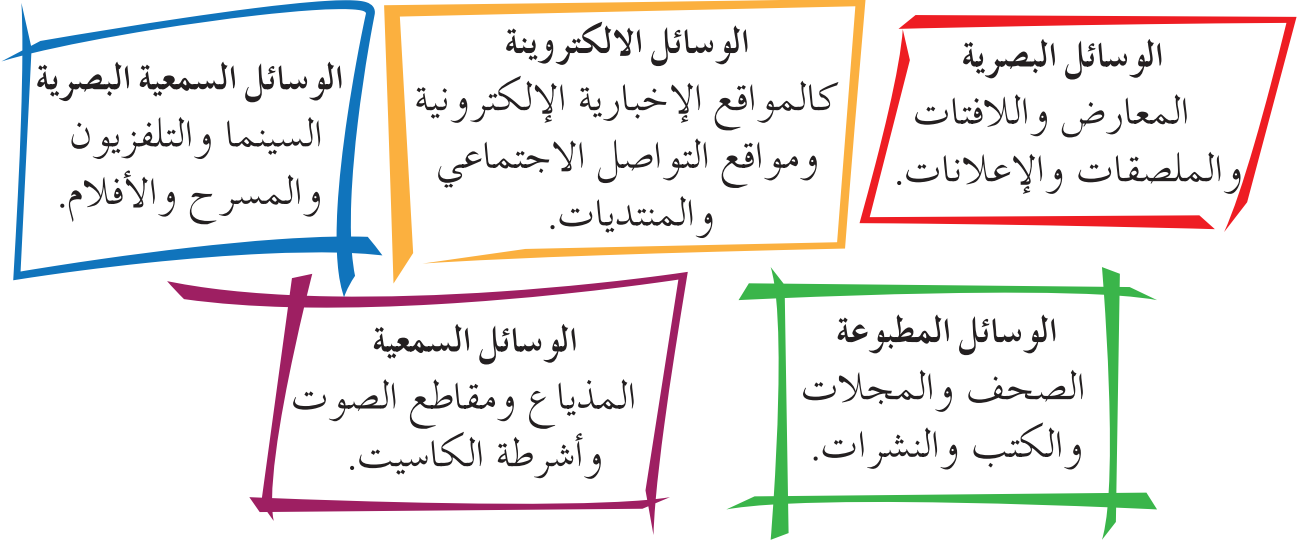 الوسائل البصرية
المعارض واللافتات
والملصقات والإعلانات.
الوسائل الالكتروينة
كالمواقع الإخبارية الإلكترونية
ومواقع التواصل الاجتماعي
والمنتديات.
الوسائل السمعية البصرية
السينما والتلفزيون
والمسرح والأفلام.
الوسائل المطبوعة
الصحف والمجلات
والكتب والنشرات.
الوسائل السمعية
المذياع ومقاطع الصوت
وأشرطة الكاسيت.